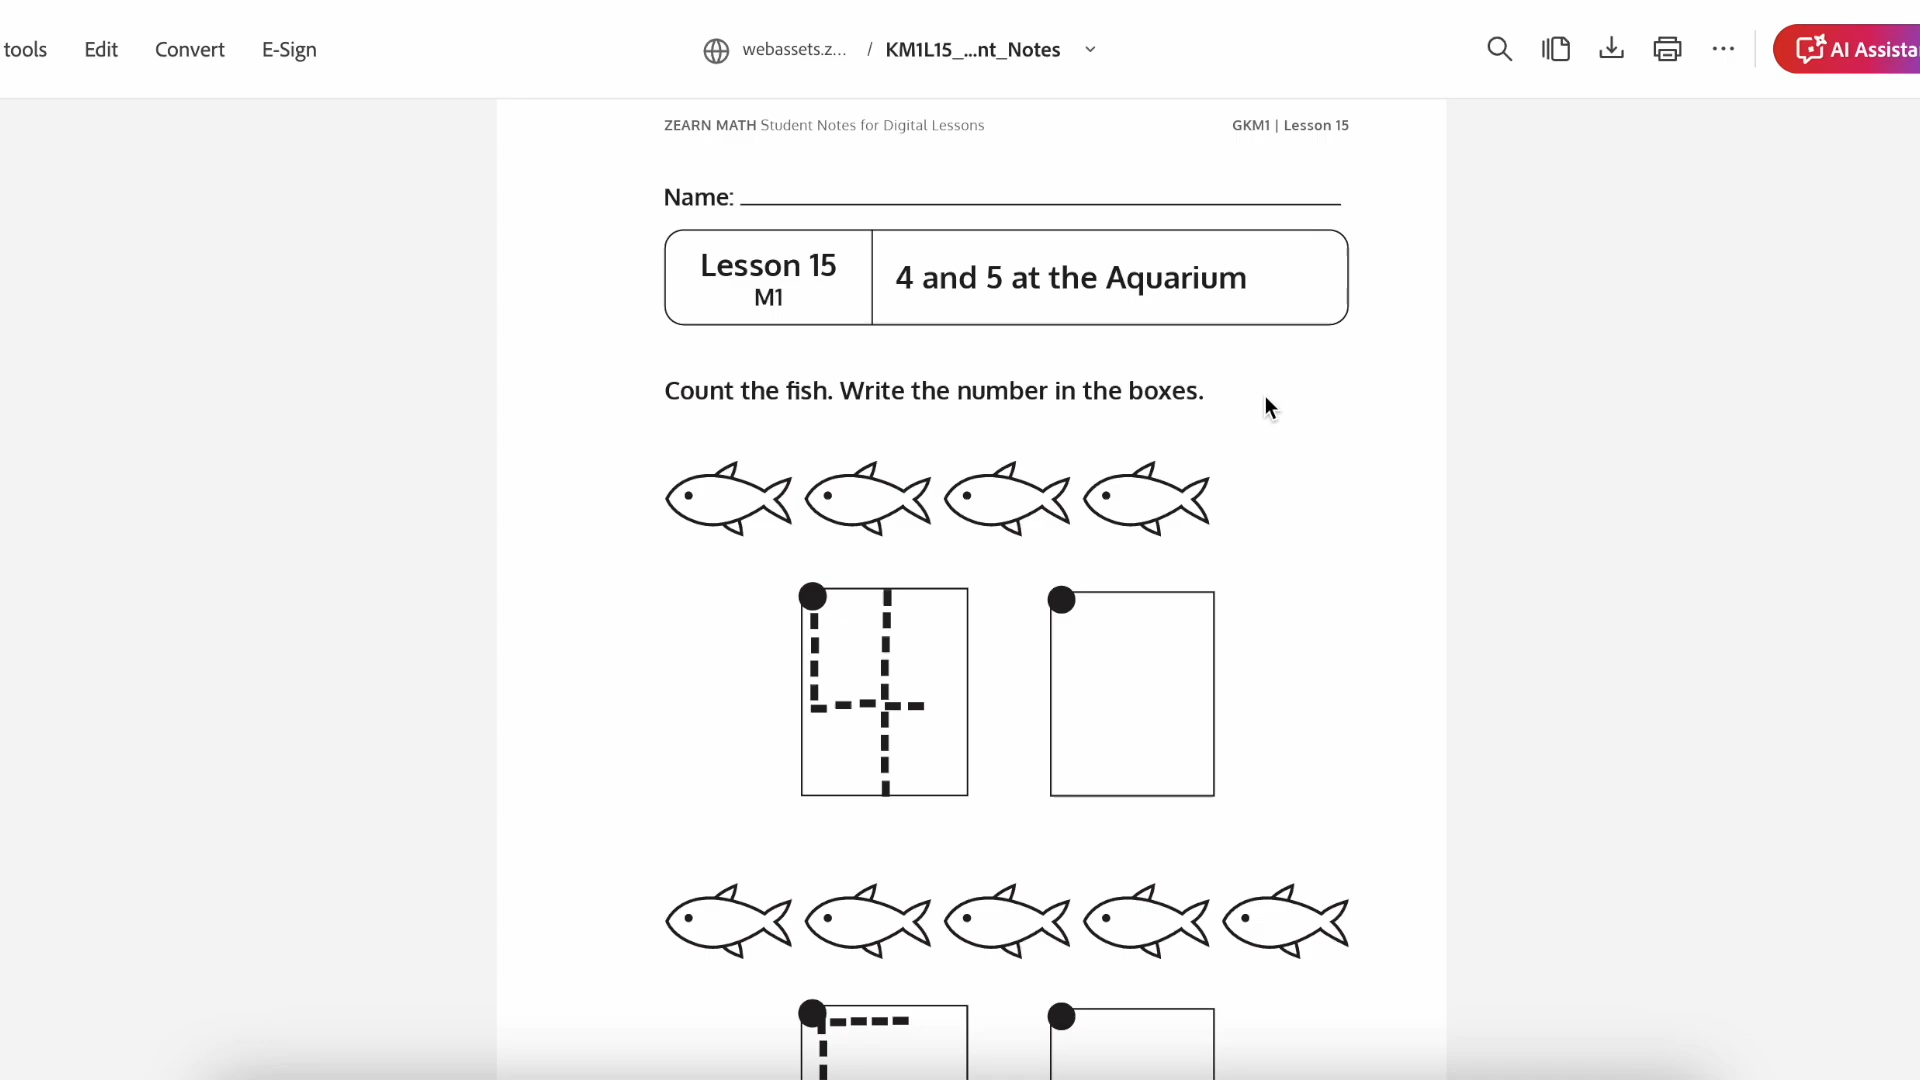 tools Edit Convert E-Sign webassets.z... / KM1L15_...nt_Notes AI Assista
ZEARN MATH Student Notes for Digital Lessons GKM1 | Lesson 15
Name:
Lesson 15
M1
4 and 5 at the Aquarium
Count the fish. Write the number in the boxes.
4